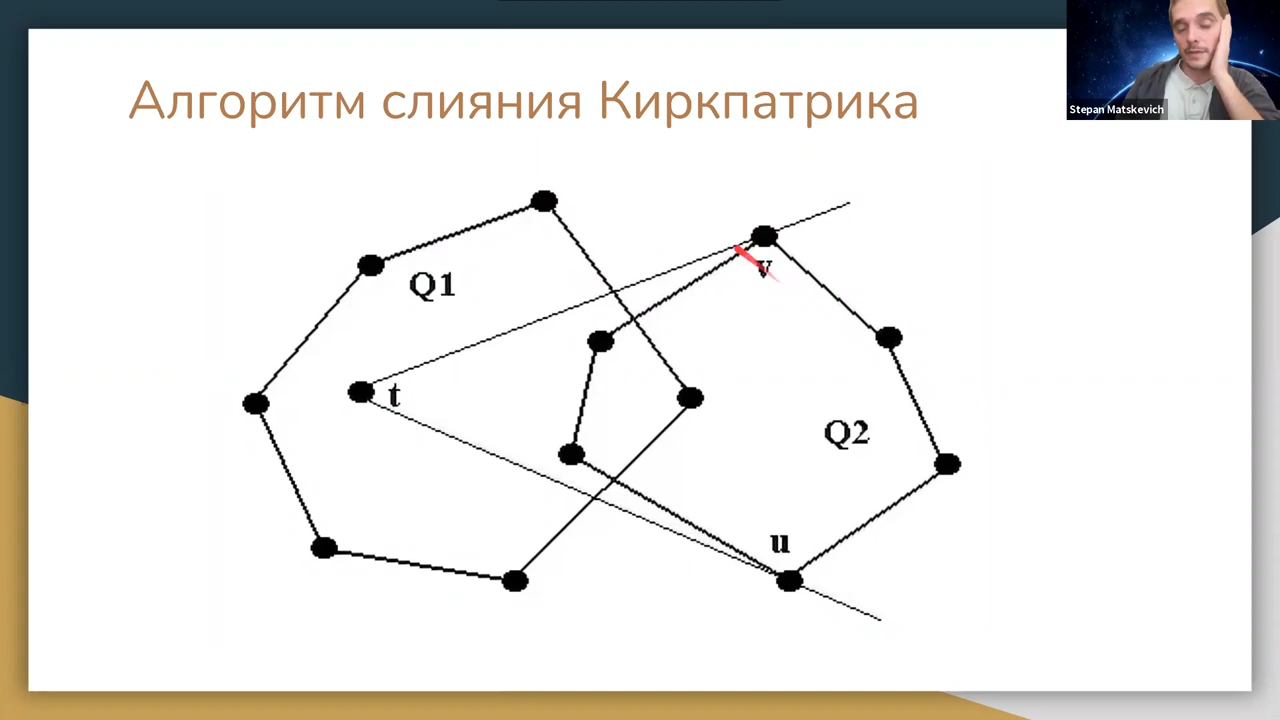 Алгоритм слияния Киркпатрика
Stepan Matskevich
Q1
v
t
Q2
u